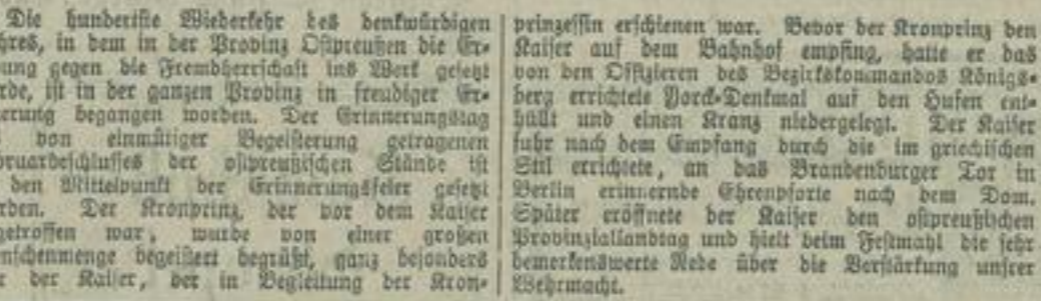 Die hundertste Wiederkehr des denkwürdigen
hres, in dem in der Provinz Ostpreußen die Er-
ung gegen die Fremdherrschaft ins Werk gesetzt
rde, ist in der ganzen Provinz in freudiger Er-
erung begangen worden. Der Erinnerungstag
von einmütiger Begeisterung getragenen
bruarbeschlusses der ostpreußischen Stände ist
den Mittelpunkt der Erinnerungsfeier gesetzt
rden. Der Kronprinz, der vor dem Kaiser
getroffen war, wurde von einer großen
nschenmenge begeistert begrüßt, ganz besonders
r der Kaiser, der in Begleitung der Kron-
prinzessin erschienen war. Bevor der Kronprinz den
Kaiser auf dem Bahnhof empfing, hatte er das
von den Offizieren des Bezirkskommandos Königs-
berg errichtete Yorck-Denkmal auf den Hufen ent-
hüllt und einen Kranz niedergelegt. Der Kaiser
fuhr nach dem Empfang durch die im griechischen
Stil errichtete, an das Brandenburger Tor in
Berlin erinnernde Ehrenpforte nach dem Dom.
Später eröffnete der Kaiser den ostpreußischen
Provinziallandtag und hielt beim Festmahl die sehr
bemerkenswerte Rede über die Verstärkung unsrer
Wehrmacht.